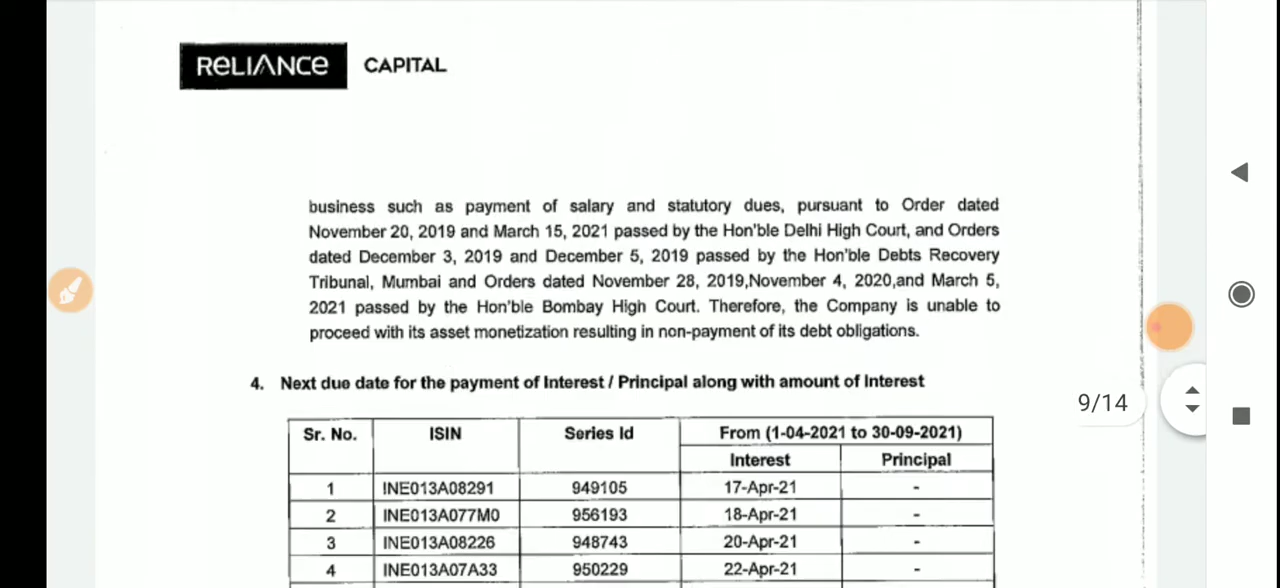 RELIANCE CAPITAL
business such as payment of salary and statutory dues, pursuant to Order dated
November 20, 2019 and March 15, 2021 passed by the Hon'ble Delhi High Court, and Orders
dated December 3, 2019 and December 5, 2019 passed by the Hon'ble Debts Recovery
Tribunal, Mumbai and Orders dated November 28, 2019,November 4, 2020,and March 5,
2021 passed by the Hon'ble Bombay High Court. Therefore, the Company is unable to
proceed with its asset monetization resulting in non-payment of its debt obligations.
4. Next due date for the payment of Interest / Principal along with amount of Interest
Sr. No. ISIN Series Id From (1-04-2021 to 30-09-2021)
Interest Principal
1 INE013A08291 949105 17-Apr-21 -
2 INE013A077M0 956193 18-Apr-21 -
3 INE013A08226 948743 20-Apr-21 -
4 INE013A07A33 950229 22-Apr-21 -
9/14